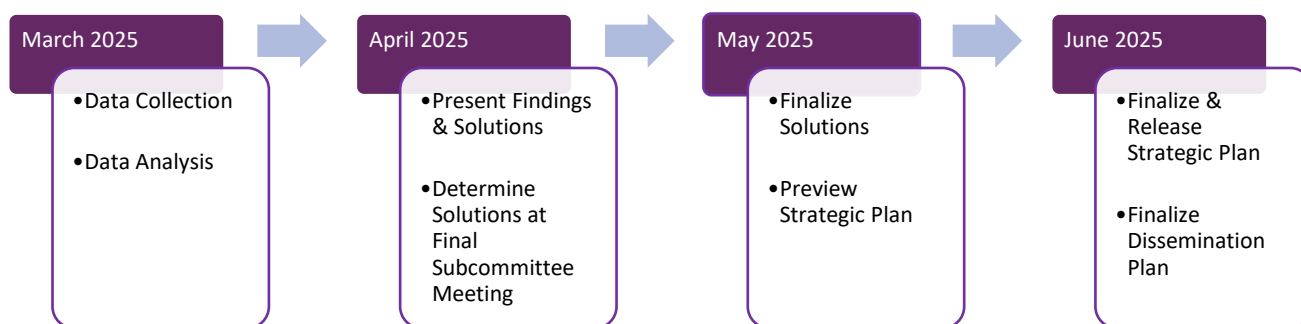 March 2025
•Data Collection
•Data Analysis
April 2025
•Present Findings
& Solutions
•Determine
Solutions at
Final
Subcommittee
Meeting
May 2025
•Finalize
Solutions
•Preview
Strategic Plan
June 2025
•Finalize &
Release
Strategic Plan
•Finalize
Dissemination
Plan